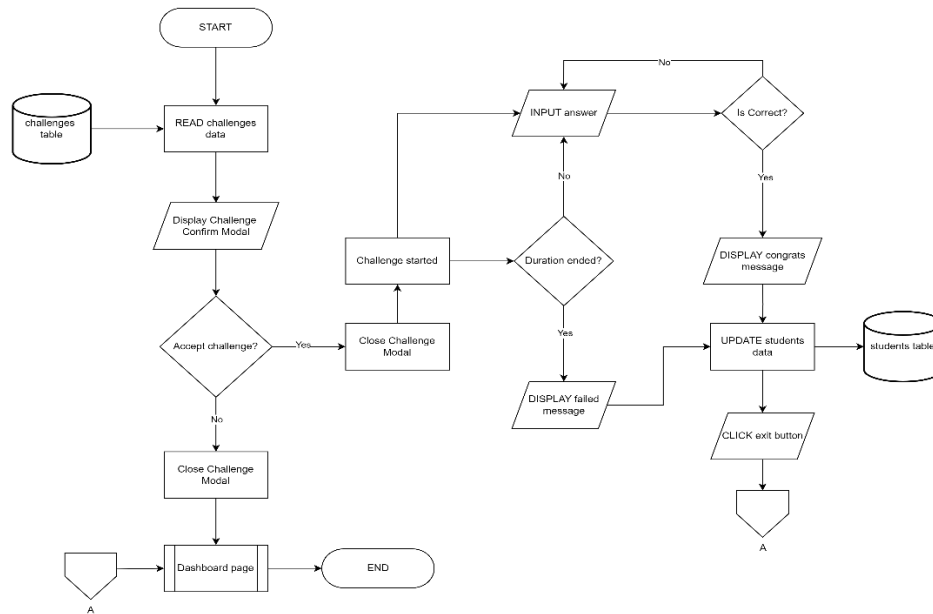 START
challenges
table
READ challenges
data
Display Challenge
Confirm Modal
Accept challenge?
Yes
No
Close Challenge
Modal
Dashboard page
END
A
Close Challenge
Modal
Challenge started
Duration ended?
No
Yes
INPUT answer
DISPLAY failed
message
No
Is Correct?
Yes
DISPLAY congrats
message
UPDATE students
data
students table
CLICK exit button
A